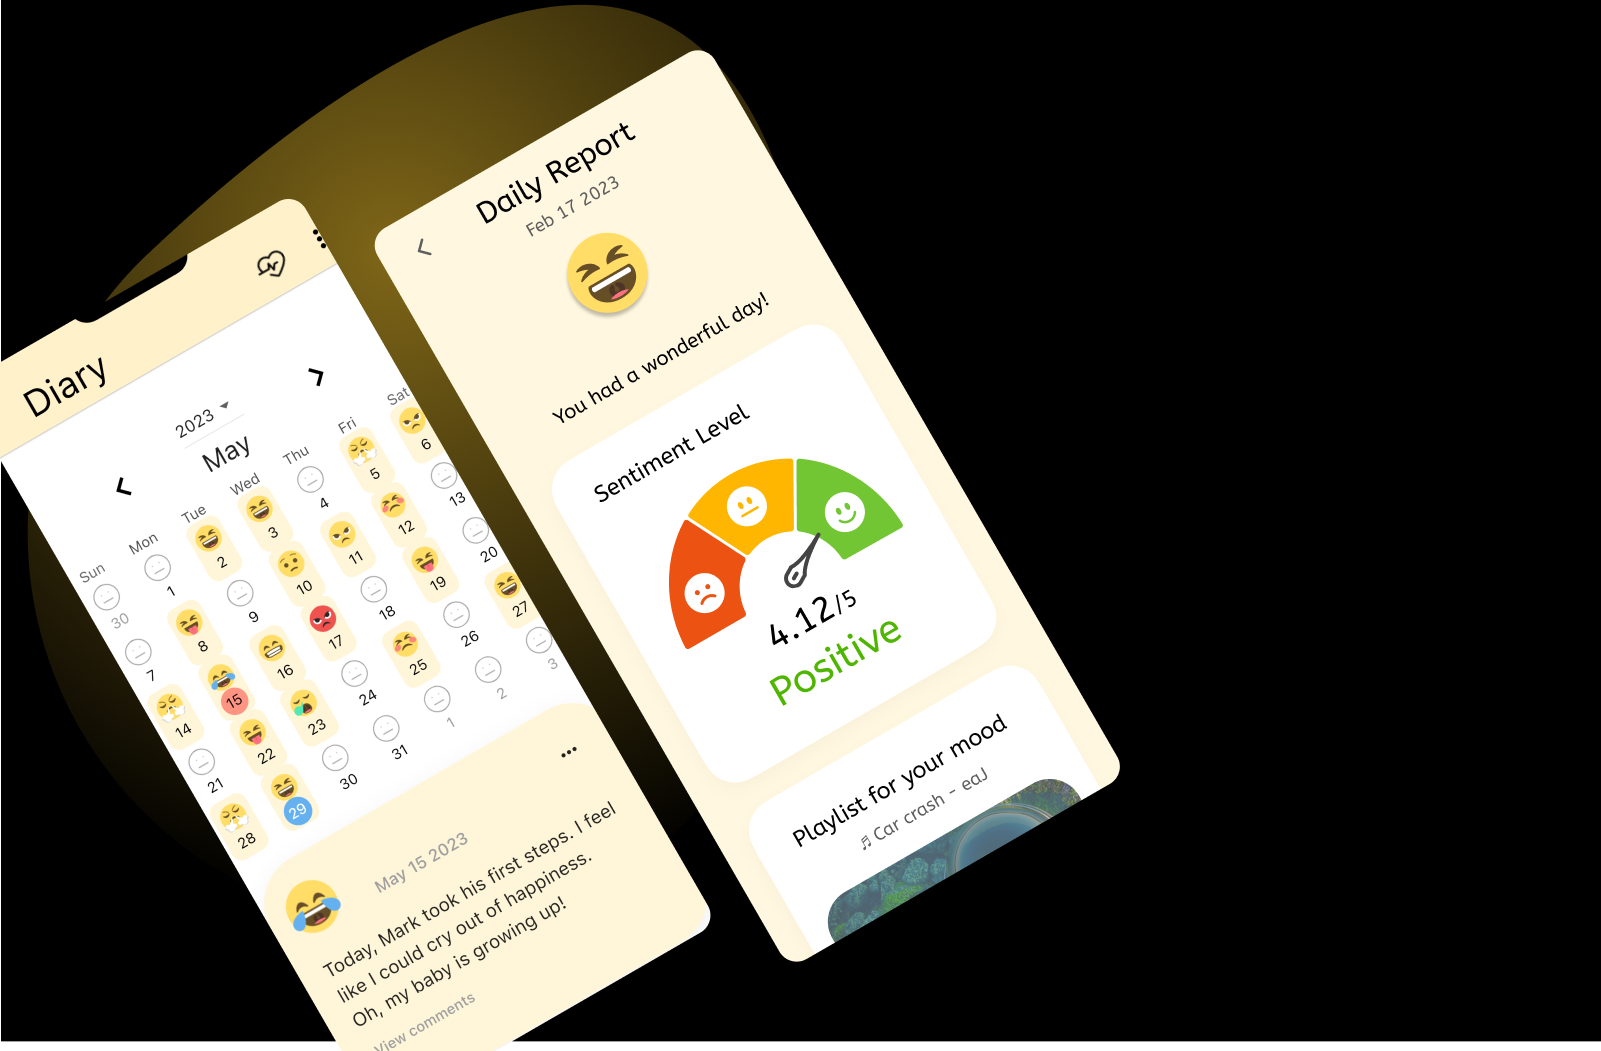 Diary
2023
May
Sun Mon Tue Wed Thu Fri Sat
30 1 2 3 4 5 6
7 8 9 10 11 12 13
14 15 16 17 18 19 20
21 22 23 24 25 26 27
28 29 30 31 1 2 3
May 15 2023
Today, Mark took his first steps. I feel
like I could cry out of happiness.
Oh, my baby is growing up!
View comments
Daily Report
Feb 17 2023
You had a wonderful day!
Sentiment Level
4.12/5
Positive
Playlist for your mood
♬ Car crash - eaJ